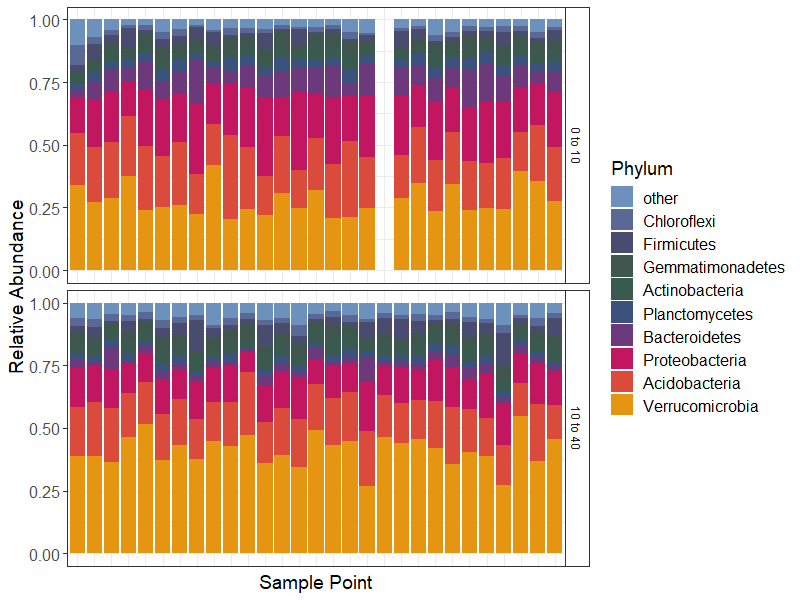 1.00
0.75
0.50
0.25
0.00
0 to 10
1.00
0.75
0.50
0.25
0.00
10 to 40
Relative Abundance
Sample Point
Phylum
other
Chloroflexi
Firmicutes
Gemmatimonadetes
Actinobacteria
Planctomycetes
Bacteroidetes
Proteobacteria
Acidobacteria
Verrucomicrobia